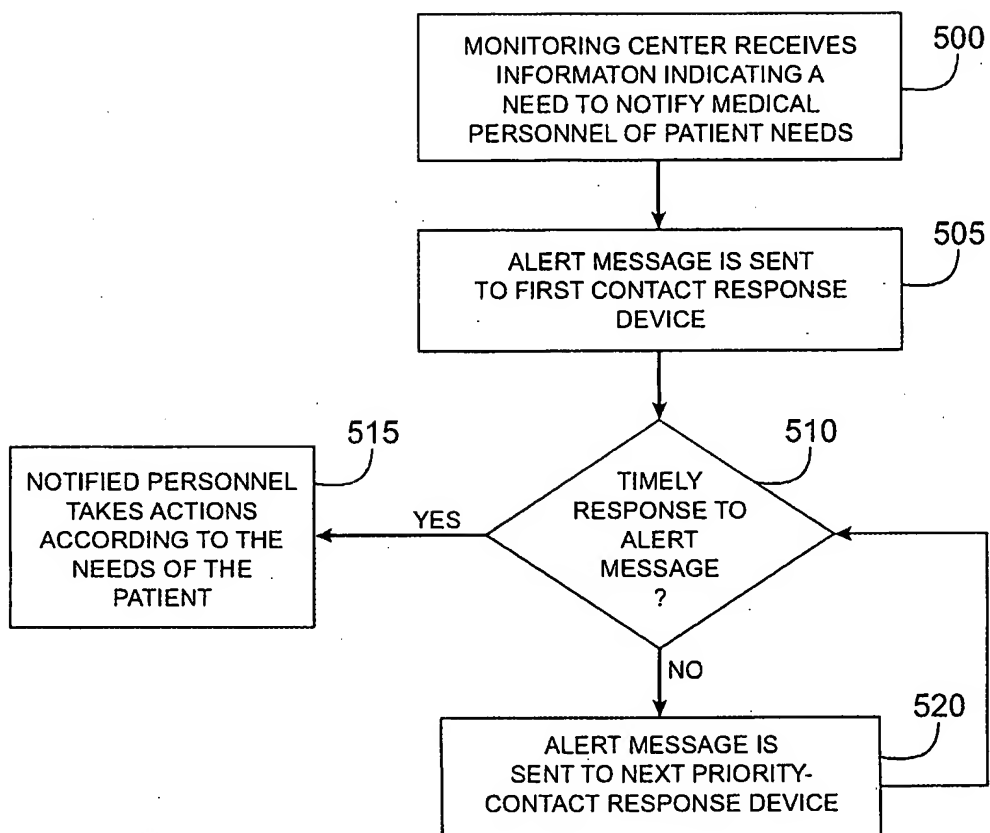 MONITORING CENTER RECEIVES
INFORMATON INDICATING A
NEED TO NOTIFY MEDICAL
PERSONNEL OF PATIENT NEEDS
500
ALERT MESSAGE IS SENT
TO FIRST CONTACT RESPONSE
DEVICE
505
TIMELY
RESPONSE TO
ALERT
MESSAGE
?
510
YES
NOTIFIED PERSONNEL
TAKES ACTIONS
ACCORDING TO THE
NEEDS OF THE
PATIENT
515
NO
ALERT MESSAGE IS
SENT TO NEXT PRIORITY-
CONTACT RESPONSE DEVICE
520